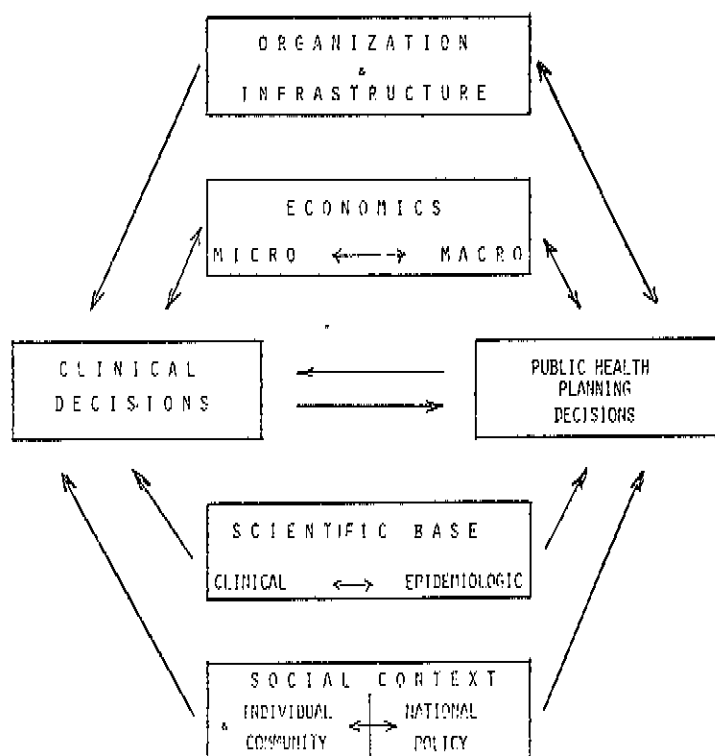 ORGANIZATION
&
INFRASTRUCTURE
ECONOMICS
MICRO MACRO
CLINICAL
DECISIONS
PUBLIC HEALTH
PLANNING
DECISIONS
SCIENTIFIC BASE
CLINICAL EPIDEMIOLOGIC
SOCIAL CONTEXT
INDIVIDUAL NATIONAL
& COMMUNITY POLICY